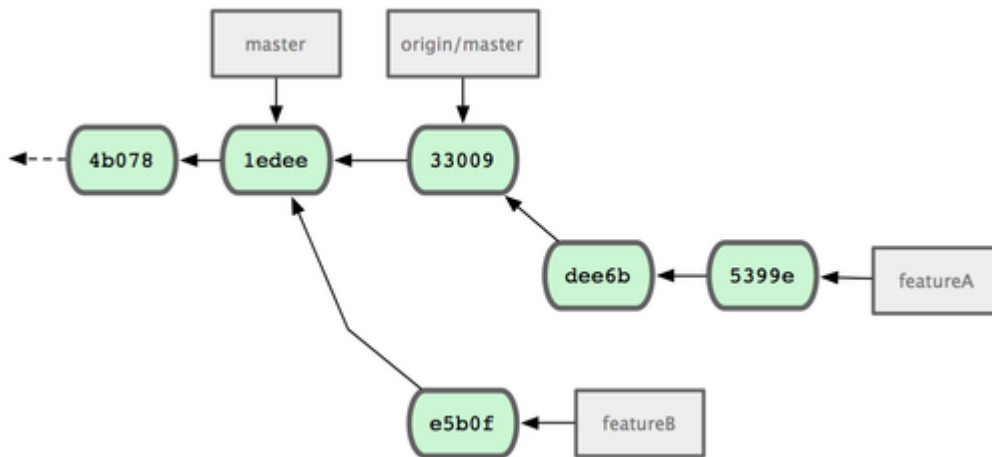 master
origin/master
4b078
1edee
33009
dee6b
5399e
featureA
e5b0f
featureB